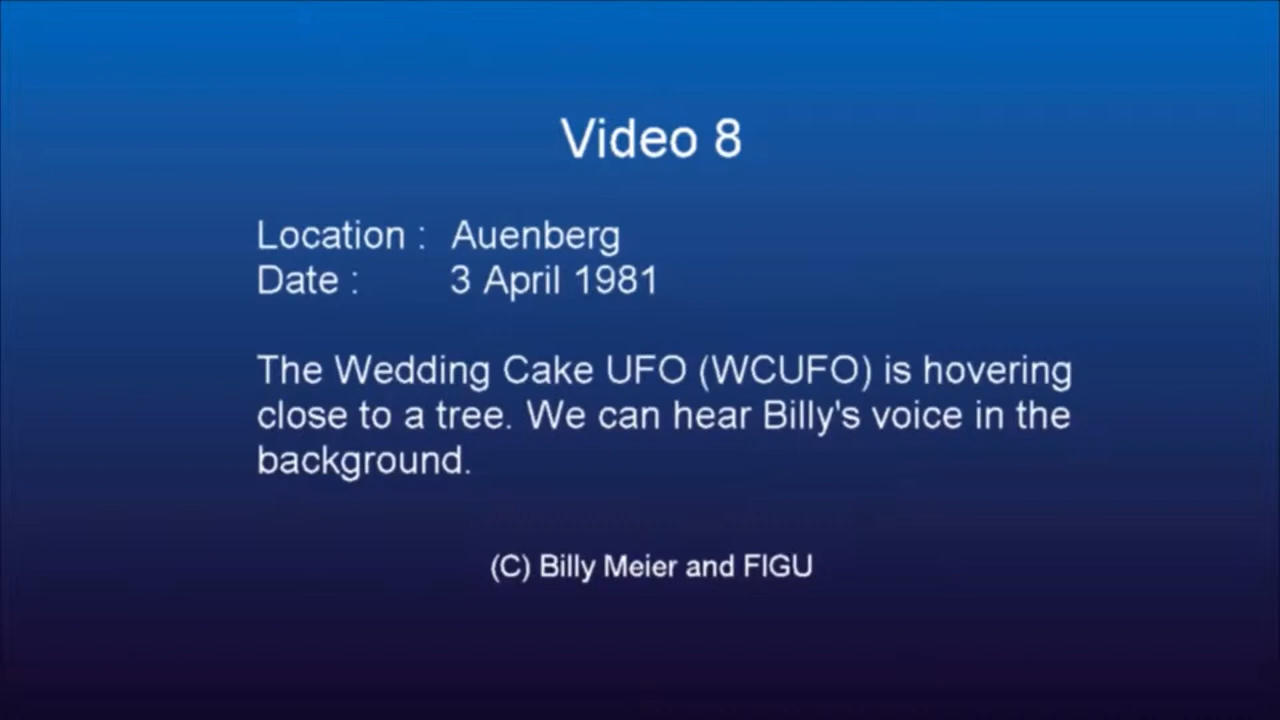 Video 8
Location : Auenberg
Date : 3 April 1981
The Wedding Cake UFO (WCUFO) is hovering
close to a tree. We can hear Billy's voice in the
background.
(C) Billy Meier and FIGU